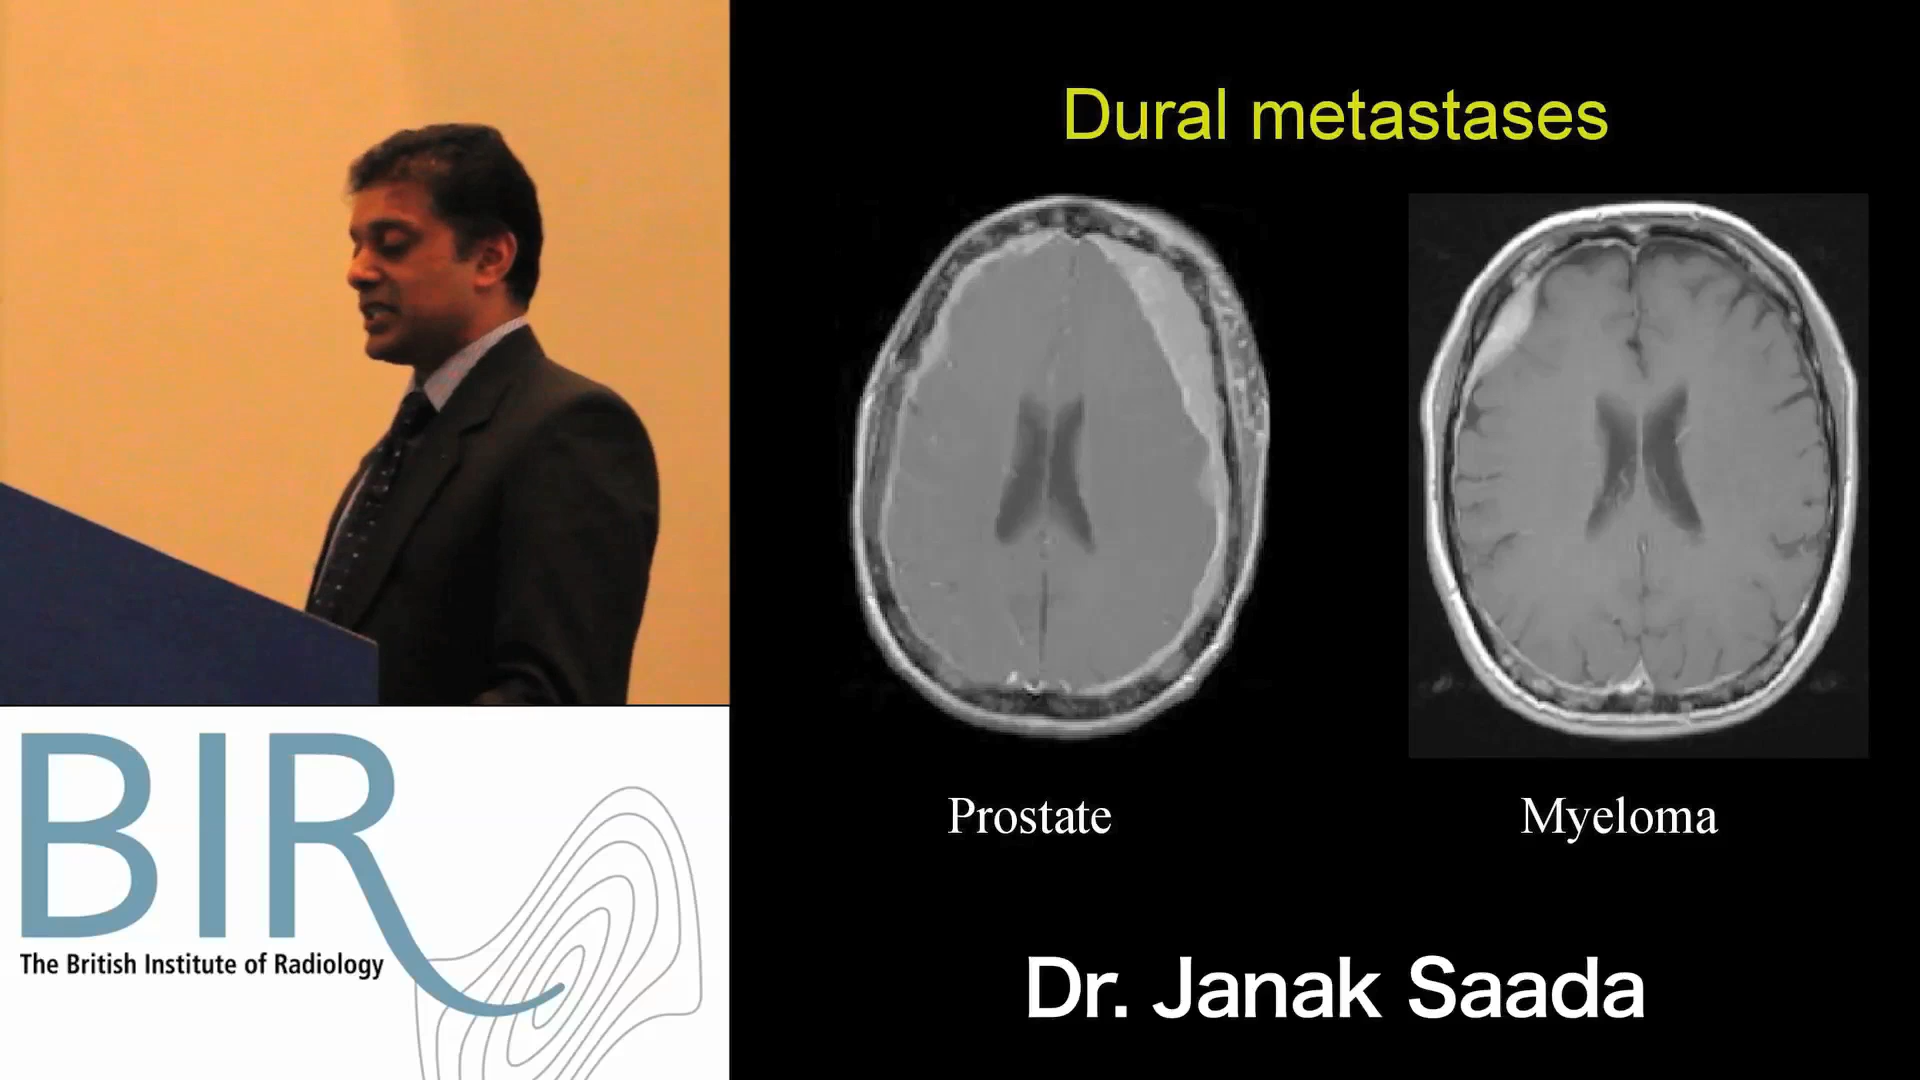 Dural metastases
Prostate
Myeloma
Dr. Janak Saada
BIR
The British Institute of Radiology